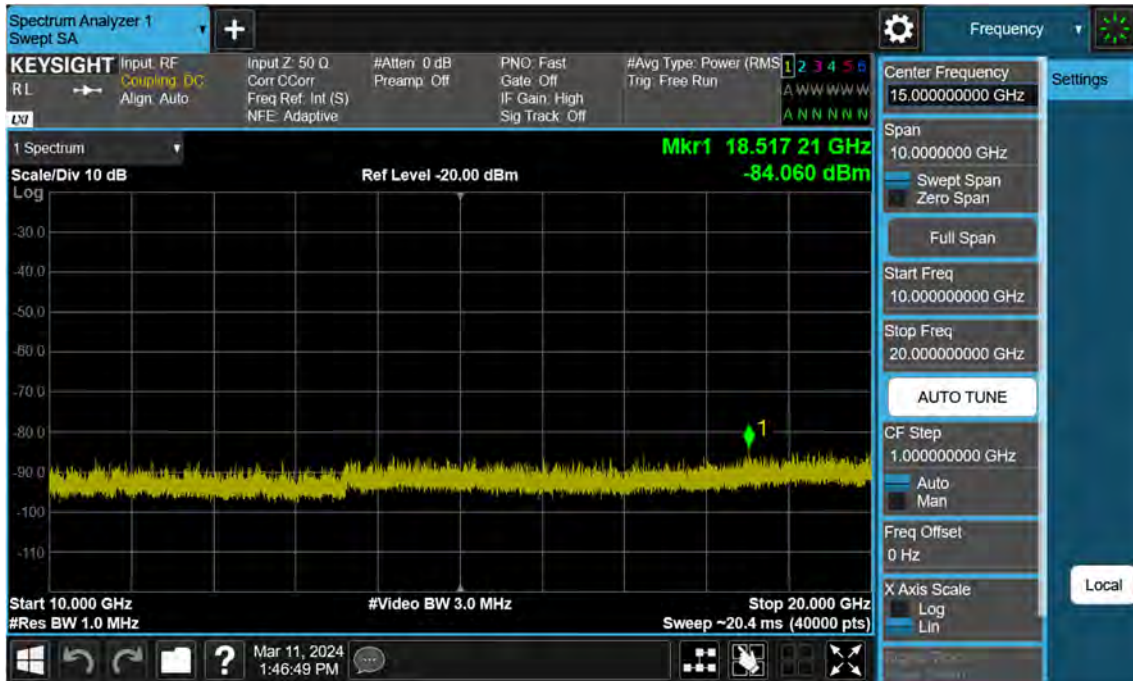 Spectrum Analyzer 1
Swept SA
Frequency
KEYSIGHT
RL
LXI
Input: RF
Coupling: DC
Align: Auto
Input Z: 50 Ω
Corr CCorr
Freq Ref: Int (S)
NFE: Adaptive
#Atten: 0 dB
Preamp: Off
PNO: Fast
Gate: Off
IF Gain: High
Sig Track: Off
#Avg Type: Power (RMS
Trig: Free Run
1 2 3 4 5 6
A W W W W W
A N N N N N
1 Spectrum
Scale/Div 10 dB
Ref Level -20.00 dBm
Mkr1 18.517 21 GHz
-84.060 dBm
Log
-30.0
-40.0
-50.0
-60.0
-70.0
-80.0
-90.0
-100
-110
1
Start 10.000 GHz
#Res BW 1.0 MHz
#Video BW 3.0 MHz
Stop 20.000 GHz
Sweep ~20.4 ms (40000 pts)
Center Frequency
15.000000000 GHz
Span
10.0000000 GHz
Swept Span
Zero Span
Full Span
Start Freq
10.000000000 GHz
Stop Freq
20.000000000 GHz
AUTO TUNE
CF Step
1.000000000 GHz
Auto
Man
Freq Offset
0 Hz
X Axis Scale
Log
Lin
Settings
Local
?
Mar 11, 2024
1:46:49 PM